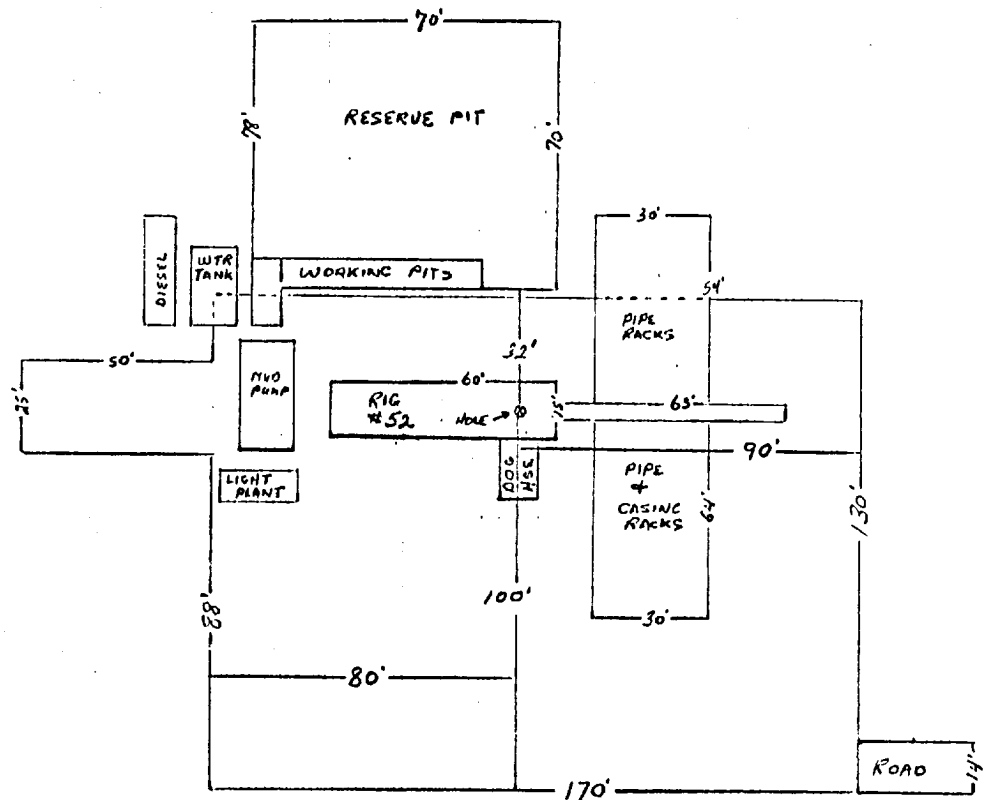 70'
RESERVE PIT
78'
70'
30'
DIESEL
WTR
TANK
WORKING PITS
54'
PIPE
RACKS
32'
50'
MUD
PUMP
60'
RIG
#52
HOLE
15'
65'
25'
90'
DOG
HSE
LIGHT
PLANT
PIPE
&
CASING
RACKS
64'
130'
100'
88'
30'
80'
ROAD
14'
170'